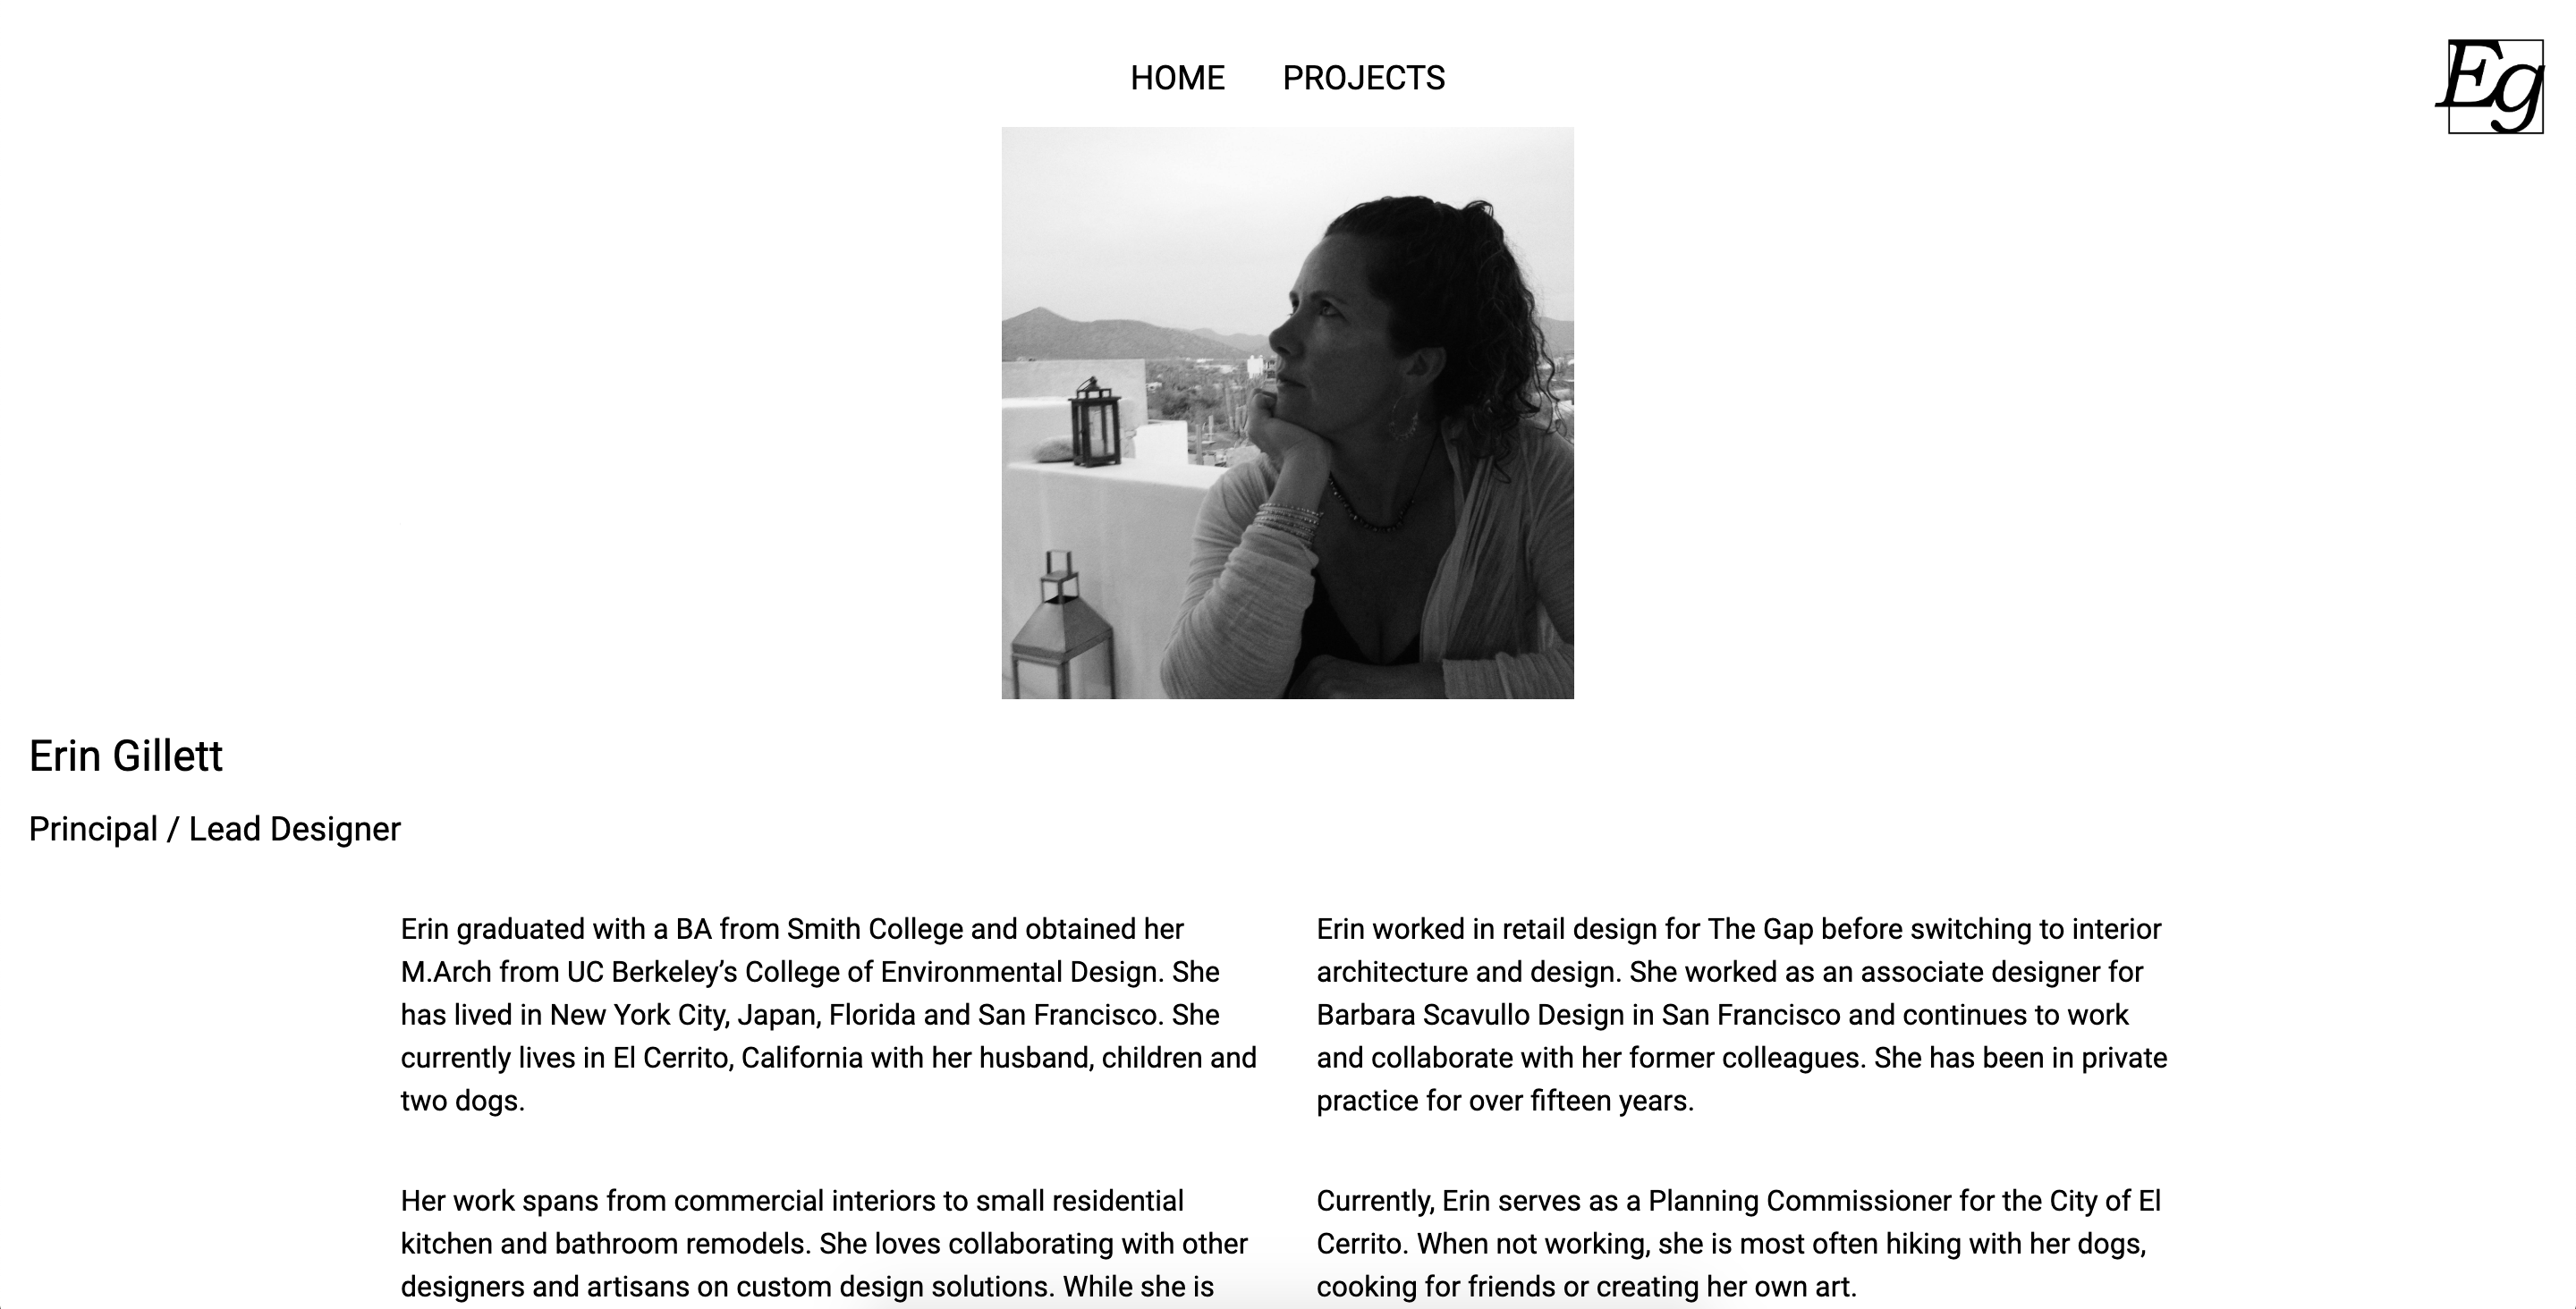 HOME PROJECTS
Eg
Erin Gillett
Principal / Lead Designer
Erin graduated with a BA from Smith College and obtained her
M.Arch from UC Berkeley’s College of Environmental Design. She
has lived in New York City, Japan, Florida and San Francisco. She
currently lives in El Cerrito, California with her husband, children and
two dogs.
Her work spans from commercial interiors to small residential
kitchen and bathroom remodels. She loves collaborating with other
designers and artisans on custom design solutions. While she is
Erin worked in retail design for The Gap before switching to interior
architecture and design. She worked as an associate designer for
Barbara Scavullo Design in San Francisco and continues to work
and collaborate with her former colleagues. She has been in private
practice for over fifteen years.
Currently, Erin serves as a Planning Commissioner for the City of El
Cerrito. When not working, she is most often hiking with her dogs,
cooking for friends or creating her own art.